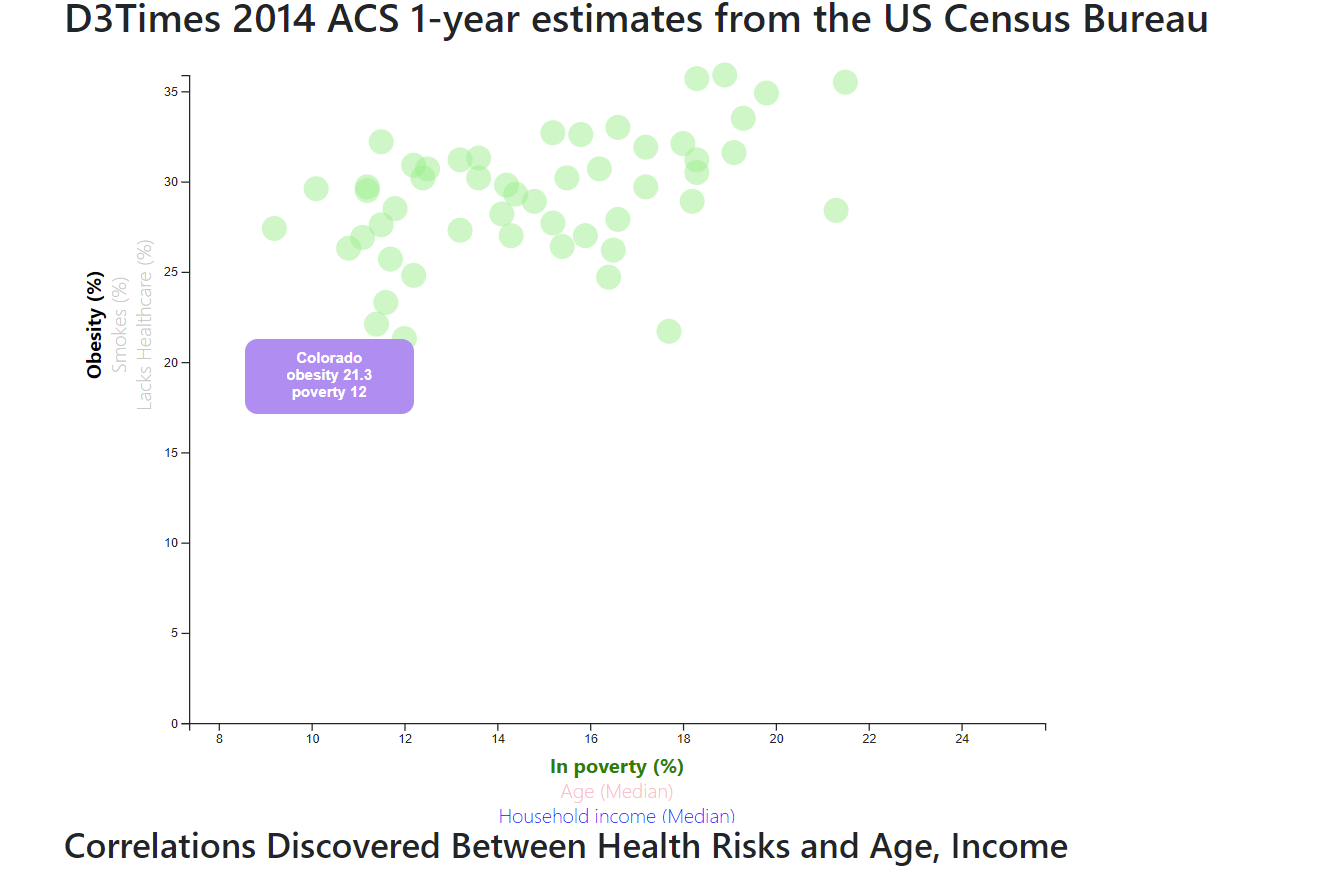 D3Times 2014 ACS 1-year estimates from the US Census Bureau
35
30
25
20
15
10
5
0
Obesity (%)
Smokes (%)
Lacks Healthcare (%)
Colorado
obesity 21.3
poverty 12
8 10 12 14 16 18 20 22 24
In poverty (%)
Age (Median)
Household income (Median)
Correlations Discovered Between Health Risks and Age, Income